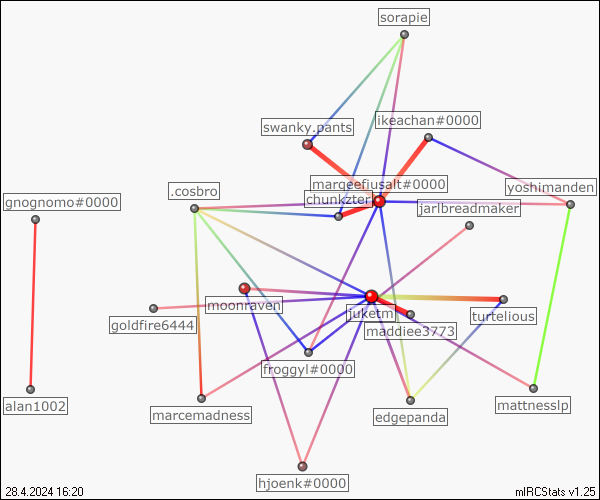 sorapie
ikeachan#0000
swanky.pants
margeefiusalt#0000
.cosbro
yoshimanden
chunkzter
gnognomo#0000
jarlbreadmaker
moonraven
juketm
turtelious
goldfire6444
maddiee3773
froggyl#0000
alan1002
marcemadness
edgepanda
mattnesslp
hjoenk#0000
28.4.2024 16:20
mIRCStats v1.25